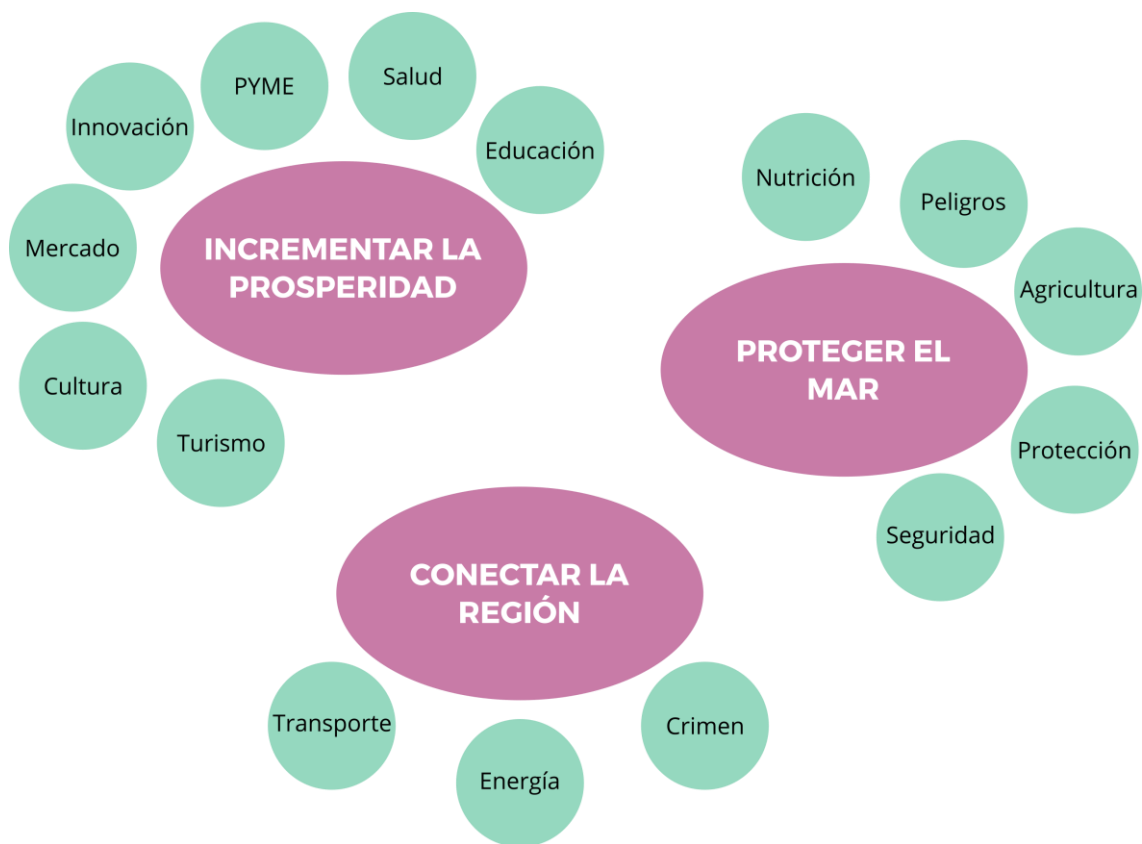 PYME
Salud
Innovación
Educación
Mercado
INCREMENTAR LA
PROSPERIDAD
Cultura
Turismo
Nutrición
Peligros
Agricultura
PROTEGER EL
MAR
Protección
Seguridad
CONECTAR LA
REGIÓN
Transporte
Energía
Crimen